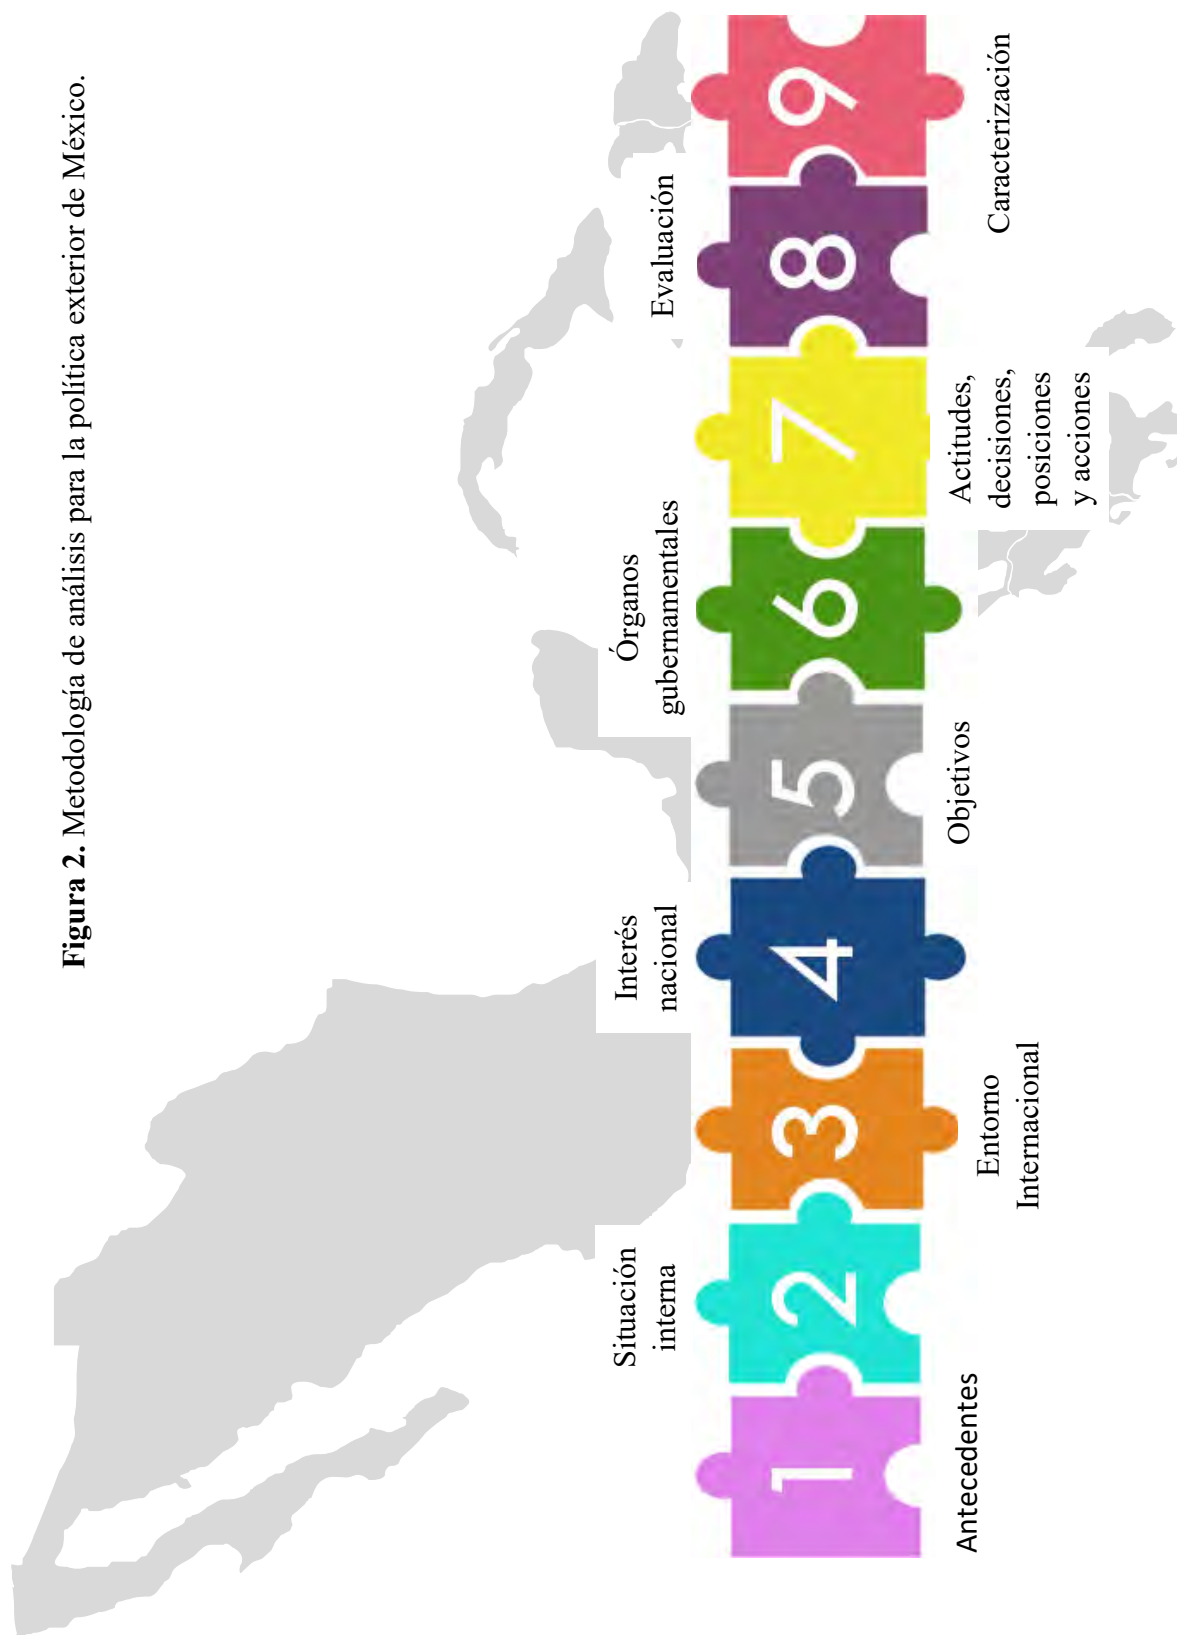 Figura 2. Metodología de análisis para la política exterior de México.
Situación
interna
Interés
nacional
Órganos
gubernamentales
Evaluación
1
2
3
4
5
6
7
8
9
Antecedentes
Entorno
Internacional
Objetivos
Actitudes,
decisiones,
posiciones
y acciones
Caracterización